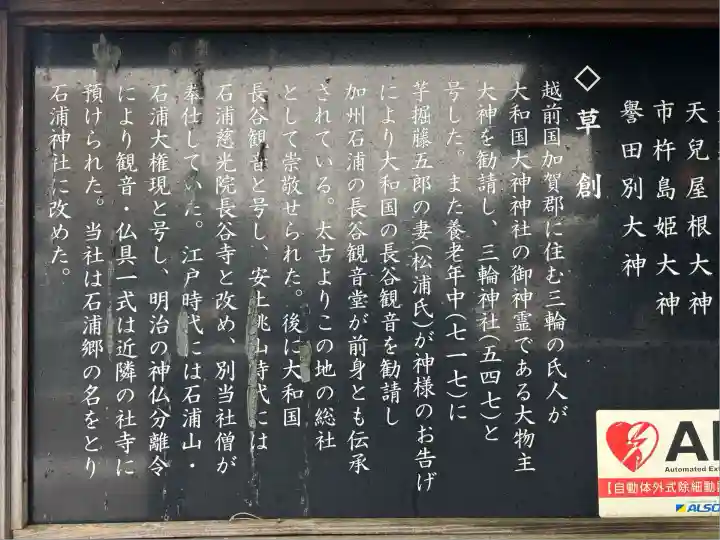 天兒屋根大神
市杵島姫大神
譽田別大神
◇草創
越前国加賀郡に住む三輪の氏人が
大和国大神神社の御神霊である大物主
大神を勧請し、三輪神社(五四七)と
号した。また養老年中(七一七)に
芋掘藤五郎の妻(松浦氏)が神様のお告げ
により大和国の長谷観音を勧請し
加州石浦の長谷観音堂が前身とも伝承
されている。太古よりこの地の総社
として崇敬せられた。後に大和国
長谷観音と号し、安土桃山時代には
石浦慈光院長谷寺と改め、別当社僧が
奉仕していた。江戸時代には石浦山・
石浦大権現と号し、明治の神仏分離令
により観音・仏具一式は近隣の社寺に
預けられた。当社は石浦郷の名をとり
石浦神社に改めた。
AE
Automated Ext
【自動体外式除細動
ALSO